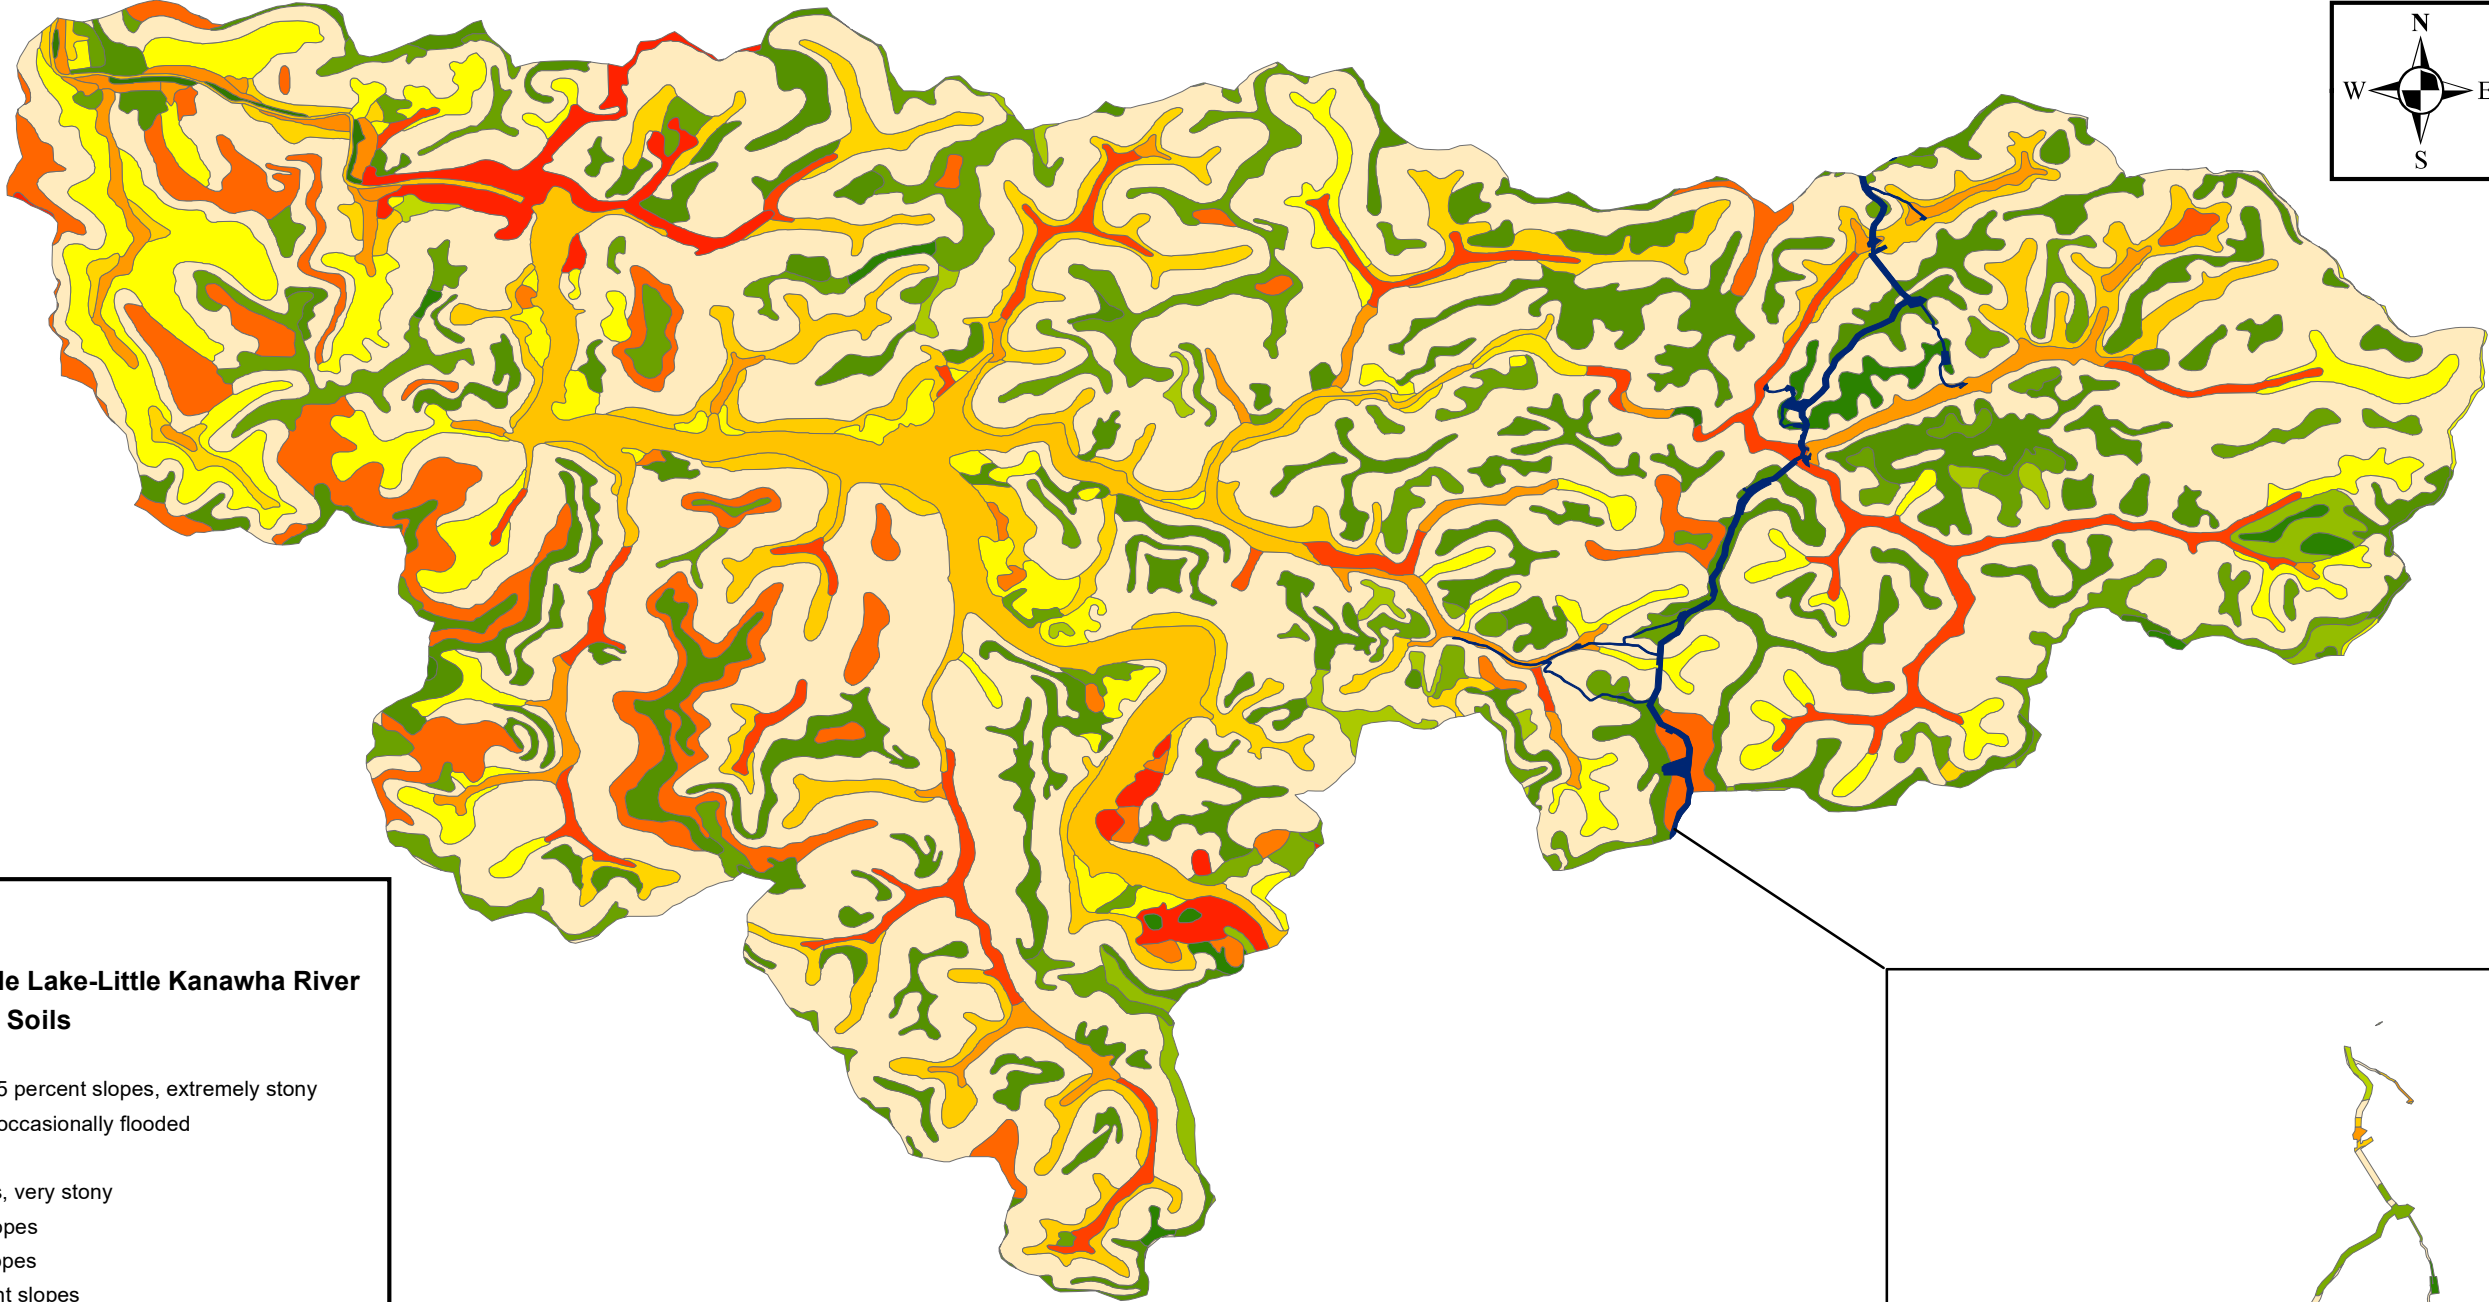 N
W E
S
le Lake-Little Kanawha River
Soils
5 percent slopes, extremely stony
occasionally flooded
s, very stony
opes
opes
nt slopes